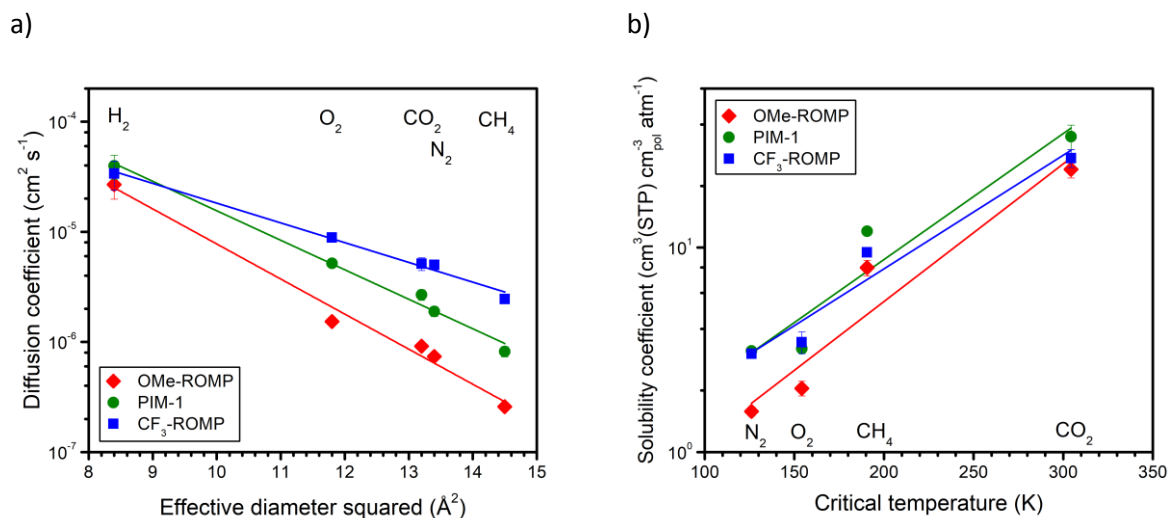 a)
10⁻⁴
10⁻⁵
10⁻⁶
10⁻⁷
Diffusion coefficient (cm² s⁻¹)
H₂
O₂
CO₂
N₂
CH₄
OMe-ROMP
PIM-1
CF₃-ROMP
8 9 10 11 12 13 14 15
Effective diameter squared (Å²)
b)
10¹
10⁰
Solubility coefficient (cm³(STP) cm⁻³pol atm⁻¹)
OMe-ROMP
PIM-1
CF₃-ROMP
N₂ O₂ CH₄ CO₂
100 150 200 250 300 350
Critical temperature (K)